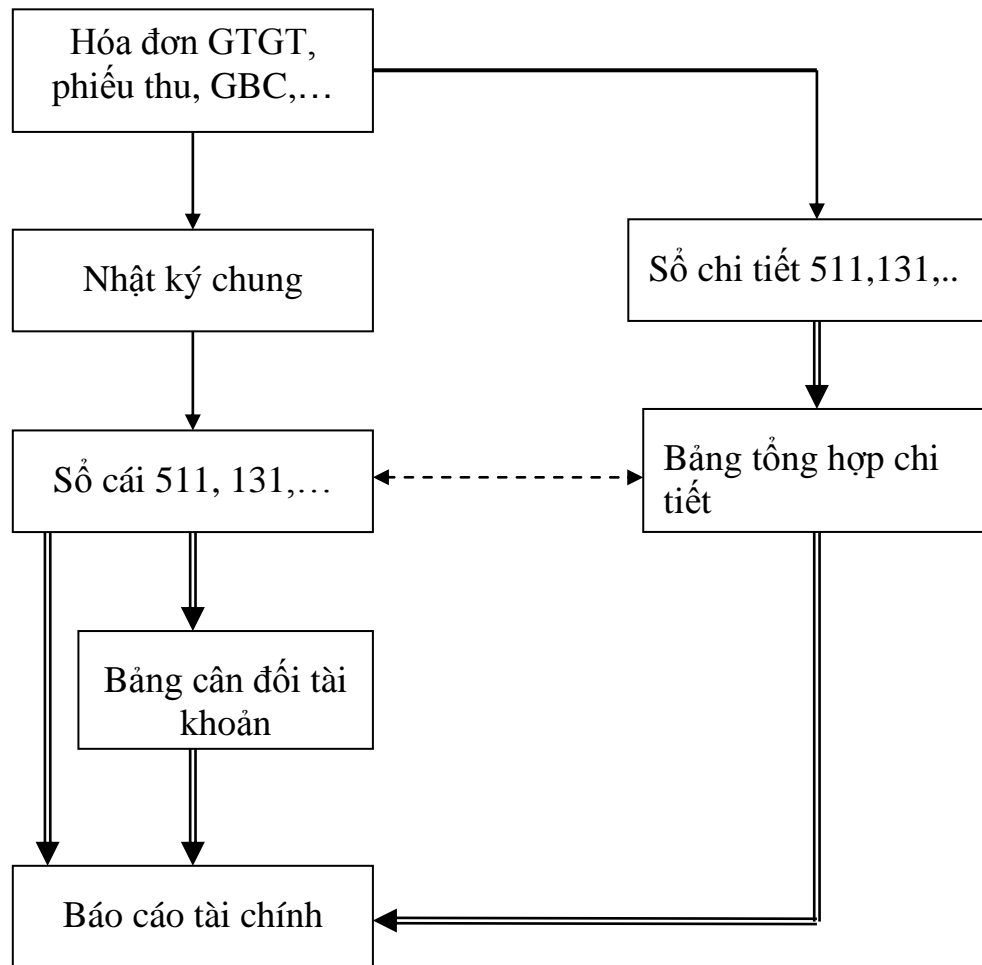 Hóa đơn GTGT,
phiếu thu, GBC,…
Nhật ký chung
Sổ chi tiết 511,131,..
Sổ cái 511, 131,…
Bảng tổng hợp chi
tiết
Bảng cân đối tài
khoản
Báo cáo tài chính